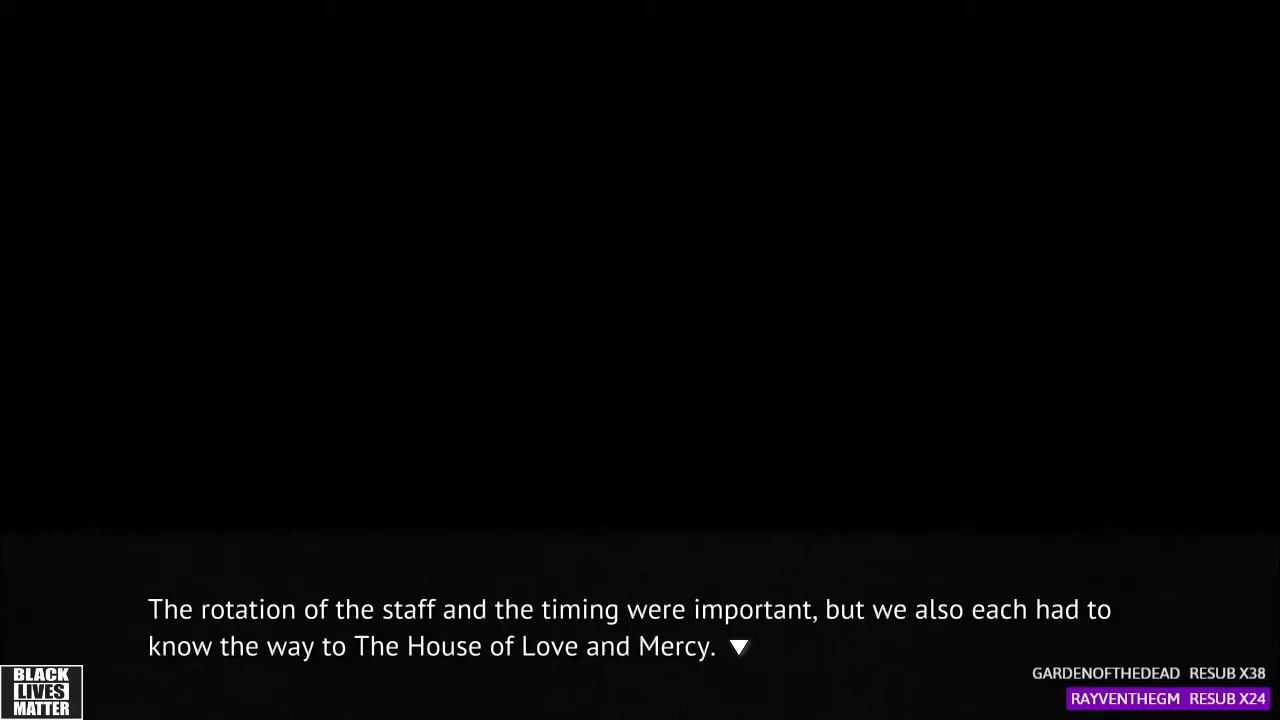 The rotation of the staff and the timing were important, but we also each had to
know the way to The House of Love and Mercy.
BLACK
LIVES
MATTER
GARDENOFTHEDEAD RESUB X38
RAYVENTHEGM RESUB X24